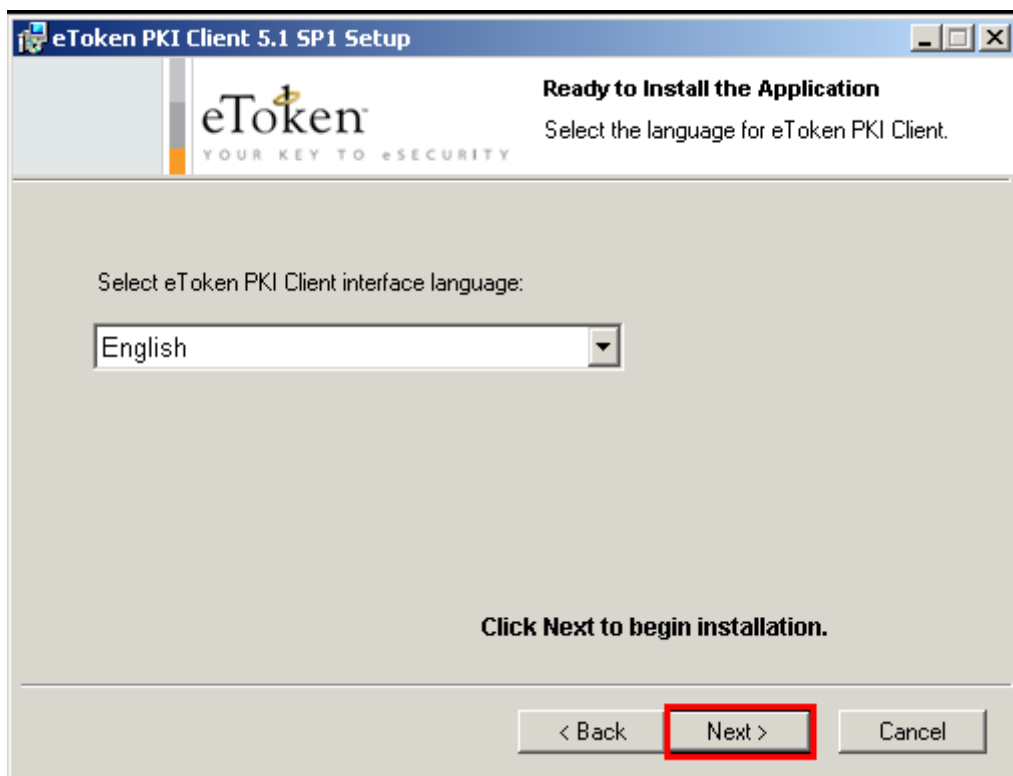 eToken PKI Client 5.1 SP1 Setup
eToken
YOUR KEY TO eSECURITY
Ready to Install the Application
Select the language for eToken PKI Client.
Select eToken PKI Client interface language:
English
Click Next to begin installation.
< Back
Next >
Cancel